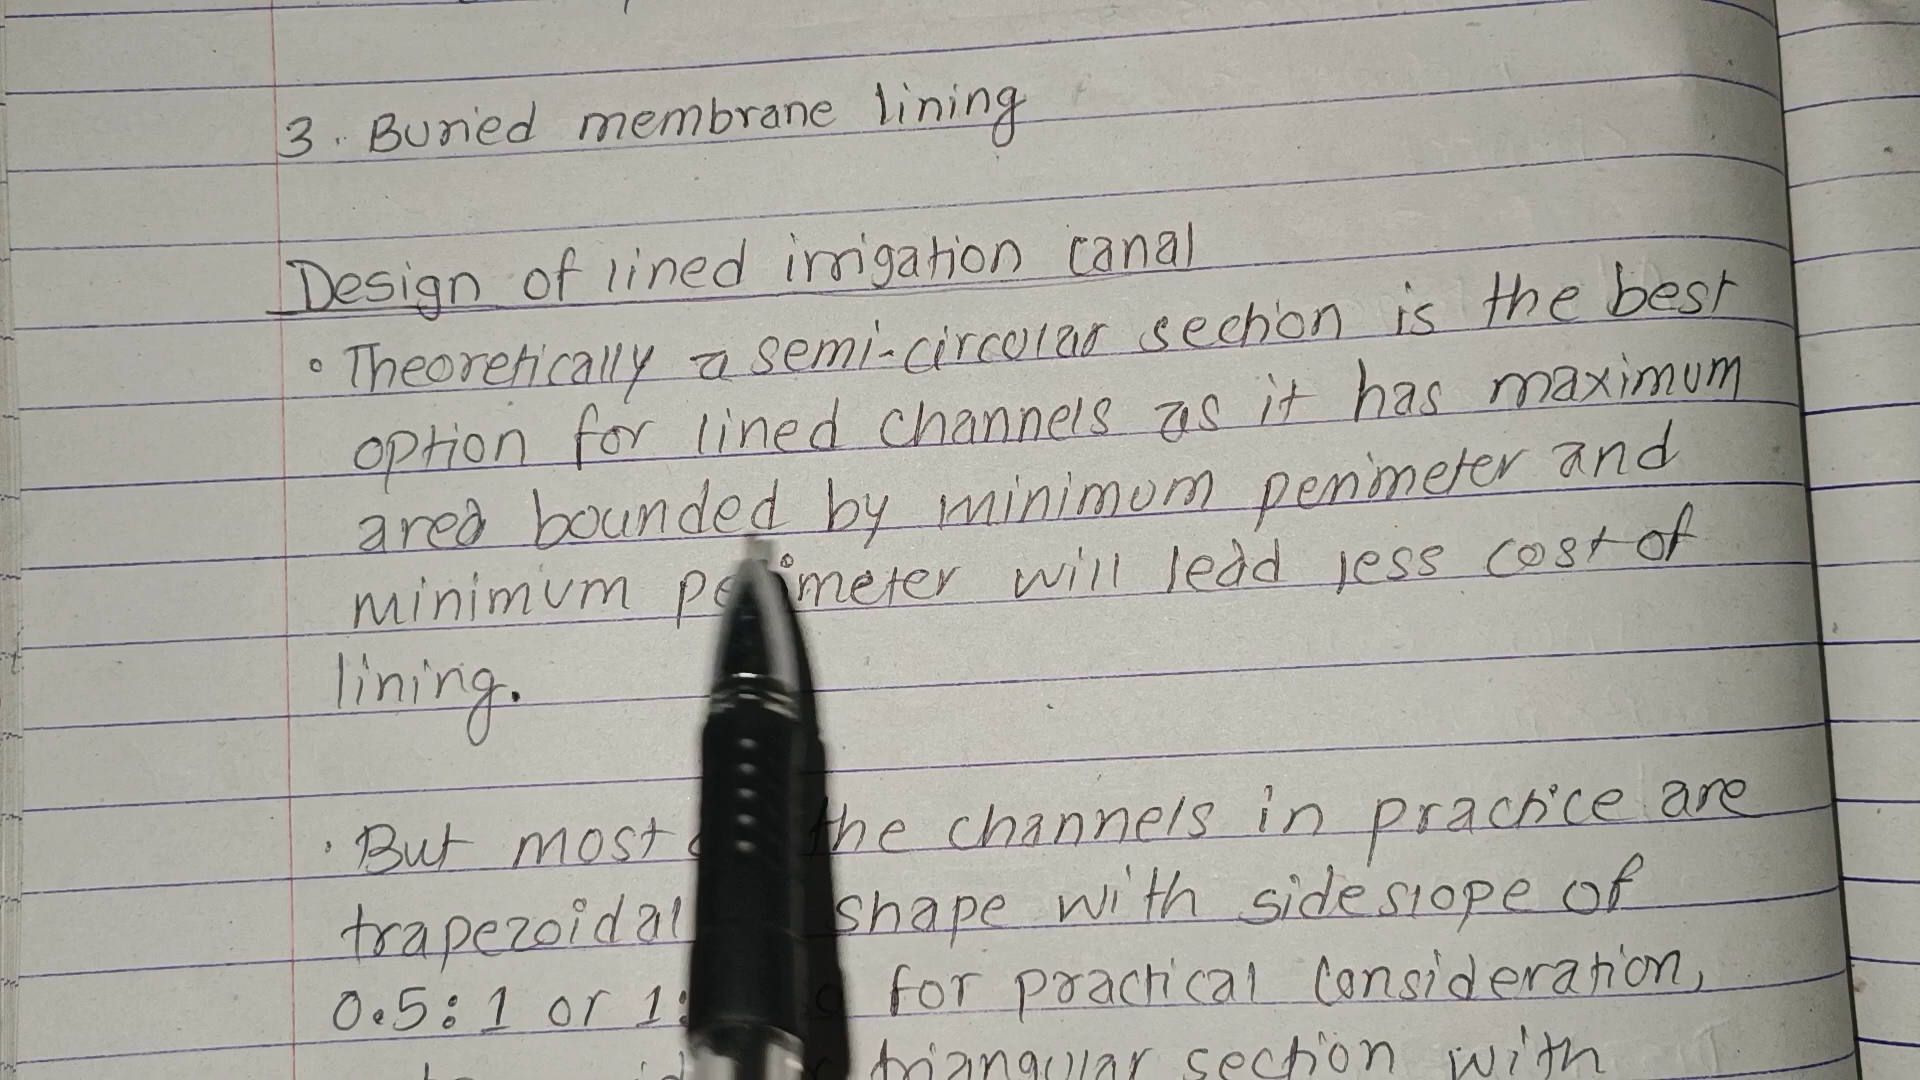 3. Buried membrane lining
Design of lined irrigation canal
• Theoretically a semi-circular section is the best
option for lined channels as it has maximum
area bounded by minimum perimeter and
minimum perimeter will lead less cost of
lining.
• But most the channels in practice are
trapezoidal shape with side slope of
0.5:1 or 1: for practical consideration,
triangular section with